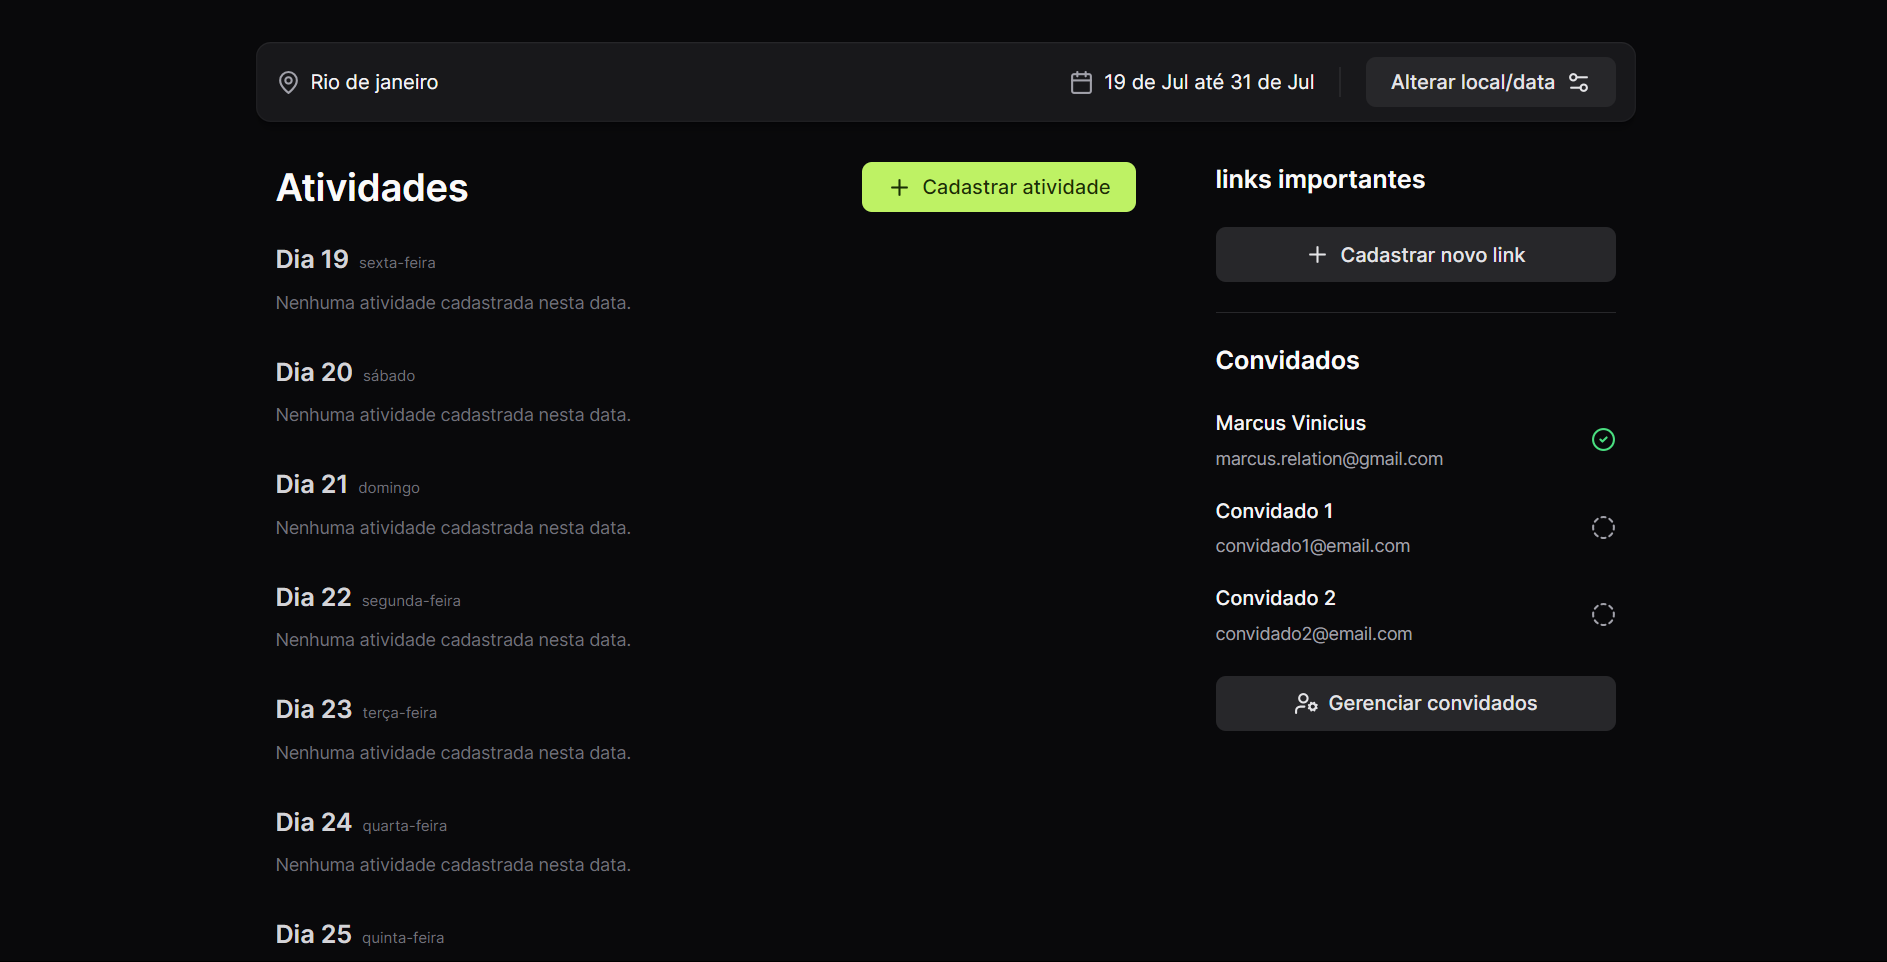 Rio de janeiro
19 de Jul até 31 de Jul
Alterar local/data
Atividades
Cadastrar atividade
Dia 19 sexta-feira
Nenhuma atividade cadastrada nesta data.
Dia 20 sábado
Nenhuma atividade cadastrada nesta data.
Dia 21 domingo
Nenhuma atividade cadastrada nesta data.
Dia 22 segunda-feira
Nenhuma atividade cadastrada nesta data.
Dia 23 terça-feira
Nenhuma atividade cadastrada nesta data.
Dia 24 quarta-feira
Nenhuma atividade cadastrada nesta data.
Dia 25 quinta-feira
links importantes
Cadastrar novo link
Convidados
Marcus Vinicius
marcus.relation@gmail.com
Convidado 1
convidado1@email.com
Convidado 2
convidado2@email.com
Gerenciar convidados